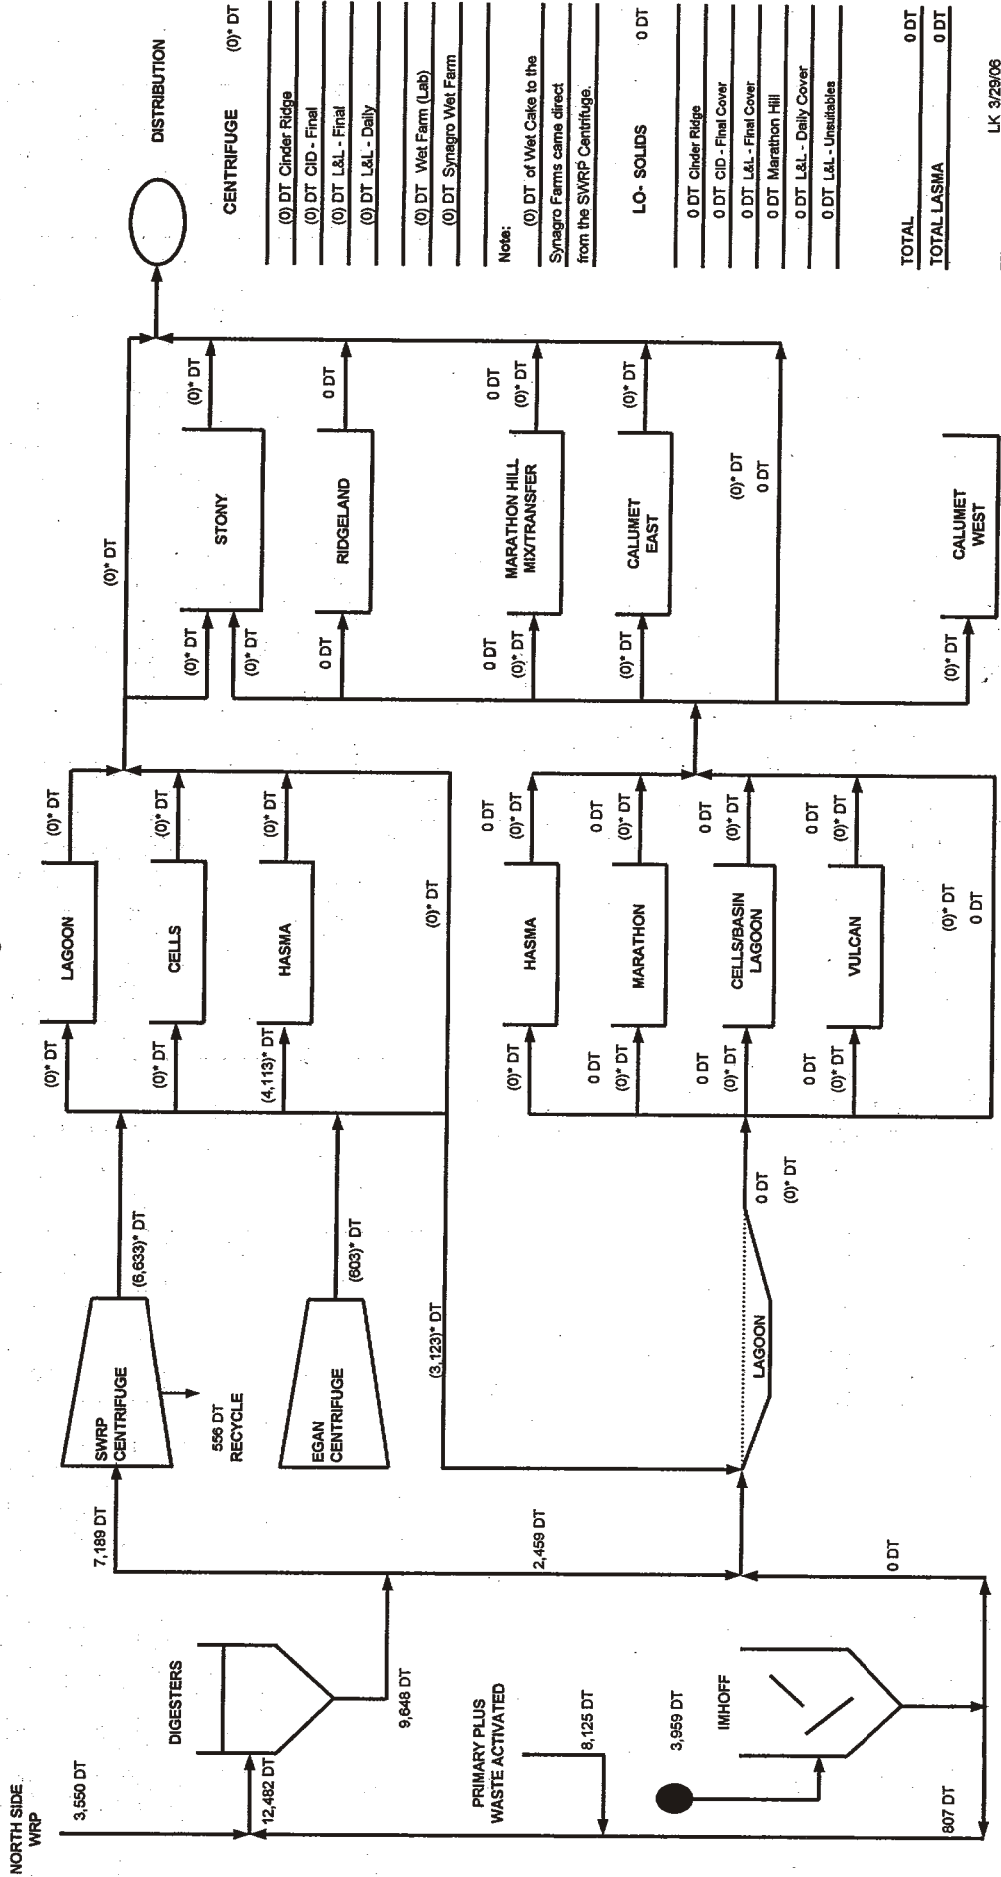 NORTH SIDE
WRP
3,550 DT
12,482 DT
DIGESTERS
9,648 DT
PRIMARY PLUS
WASTE ACTIVATED
8,125 DT
3,959 DT
IMHOFF
807 DT
0 DT
2,459 DT
7,189 DT
SWRP
CENTRIFUGE
556 DT
RECYCLE
(6,633)* DT
EGAN
CENTRIFUGE
(603)* DT
(3,123)* DT
LAGOON
0 DT
(0)* DT
(0)* DT
LAGOON
(0)* DT
(0)* DT
CELLS
(0)* DT
(4,113)* DT
HASMA
(0)* DT
(0)* DT
(0)* DT
HASMA
0 DT
(0)* DT
0 DT
(0)* DT
MARATHON
0 DT
(0)* DT
0 DT
(0)* DT
CELLS/BASIN
LAGOON
0 DT
(0)* DT
0 DT
(0)* DT
VULCAN
0 DT
(0)* DT
(0)* DT
0 DT
(0)* DT
(0)* DT
(0)* DT
STONY
(0)* DT
0 DT
RIDGELAND
0 DT
0 DT
(0)* DT
MARATHON HILL
MIX/TRANSFER
0 DT
(0)* DT
(0)* DT
CALUMET
EAST
(0)* DT
(0)* DT
0 DT
(0)* DT
CALUMET
WEST
DISTRIBUTION
CENTRIFUGE (0)* DT
(0) DT Cinder Ridge
(0) DT CID - Final
(0) DT L&L - Final
(0) DT L&L - Daily
(0) DT Wet Farm (Lab)
(0) DT Synagro Wet Farm
Note:
(0) DT of Wet Cake to the
Synagro Farms came direct
from the SWRP Centrifuge.
LO- SOLIDS 0 DT
0 DT Cinder Ridge
0 DT CID - Final Cover
0 DT L&L - Final Cover
0 DT Marathon Hill
0 DT L&L - Daily Cover
0 DT L&L - Unsuitables
TOTAL 0 DT
TOTAL LASMA 0 DT
LK 3/29/06